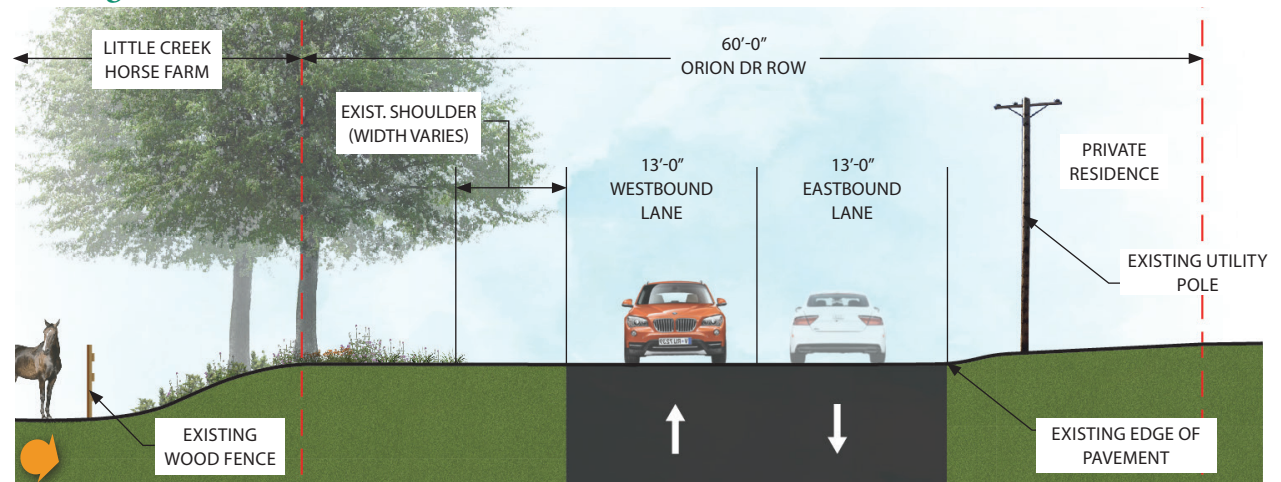 LITTLE CREEK
HORSE FARM
60'-0"
ORION DR ROW
EXIST. SHOULDER
(WIDTH VARIES)
13'-0"
WESTBOUND
LANE
13'-0"
EASTBOUND
LANE
PRIVATE
RESIDENCE
EXISTING UTILITY
POLE
EXISTING
WOOD FENCE
EXISTING EDGE OF
PAVEMENT